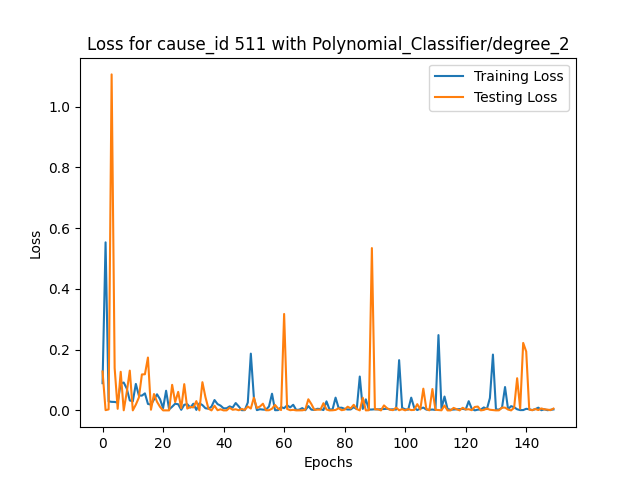 Loss for cause_id 511 with Polynomial_Classifier/degree_2
Training Loss
Testing Loss
Loss
1.0
0.8
0.6
0.4
0.2
0.0
0 20 40 60 80 100 120 140
Epochs